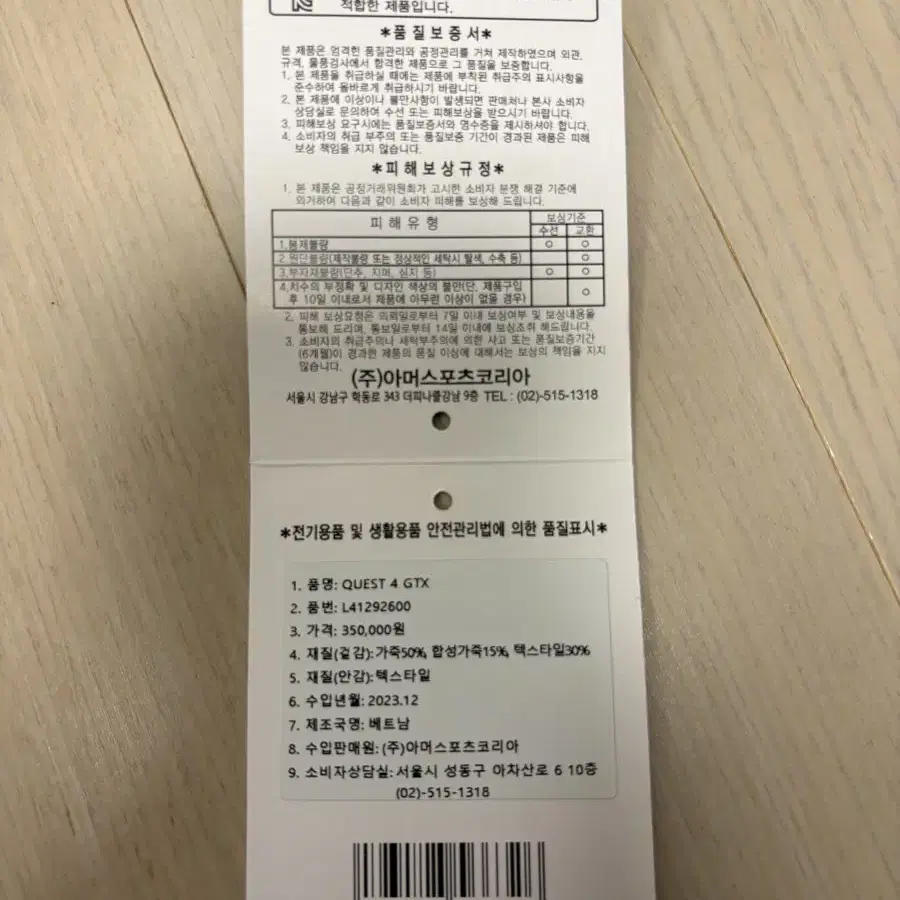 적합한 제품입니다.
*품질보증서*
본 제품은 엄격한 품질관리와 공정관리를 거쳐 제작하였으며 외관,
규격, 물품검사에서 합격한 제품으로 그 품질을 보증합니다.
1. 본 제품을 취급하실 때에는 제품에 부착된 취급주의 표시사항을
준수하여 올바르게 취급하시기 바랍니다.
2. 본 제품에 이상이나 불만사항이 발생되면 판매처나 본사 소비자
상담실로 문의하여 수선 또는 피해보상을 받으시기 바랍니다.
3. 피해보상 요구시에는 품질보증서와 영수증을 제시하셔야 합니다.
4. 소비자의 취급 부주의 또는 품질보증 기간이 경과된 제품은 피해
보상 책임을 지지 않습니다.
*피해보상규정*
1. 본 제품은 공정거래위원회가 고시한 소비자 분쟁 해결 기준에
의거하여 다음과 같이 소비자 피해를 보상해 드립니다.
피해유형 보상기준
수선 교환
1.봉제불량 ○ ○
2.원단불량(제작불량 또는 정상적인 세탁시 탈색, 수축 등) ○
3.부자재불량(단추, 지퍼, 심지 등) ○ ○
4.치수의 부정확 및 디자인 색상의 불만(단, 제품구입
후 10일 이내로서 제품에 아무런 이상이 없을 경우) ○
2. 피해 보상요청은 의뢰일로부터 7일 이내 보상여부 및 보상내용을
통보해 드리며, 통보일로부터 14일 이내에 보상조취 해드립니다.
3. 소비자의 취급주의나 세탁부주의에 의한 사고 또는 품질보증기간
(6개월)이 경과한 제품의 품질 이상에 대해서는 보상의 책임을 지지
않습니다.
(주)아머스포츠코리아
서울시 강남구 학동로 343 더피나클강남 9층 TEL : (02)-515-1318
*전기용품 및 생활용품 안전관리법에 의한 품질표시*
1. 품명: QUEST 4 GTX
2. 품번: L41292600
3. 가격: 350,000원
4. 재질(겉감):가죽50%, 합성가죽15%, 텍스타일30%
5. 재질(안감):텍스타일
6. 수입년월: 2023.12
7. 제조국명: 베트남
8. 수입판매원: (주)아머스포츠코리아
9. 소비자상담실: 서울시 성동구 아차산로 6 10층
(02)-515-1318